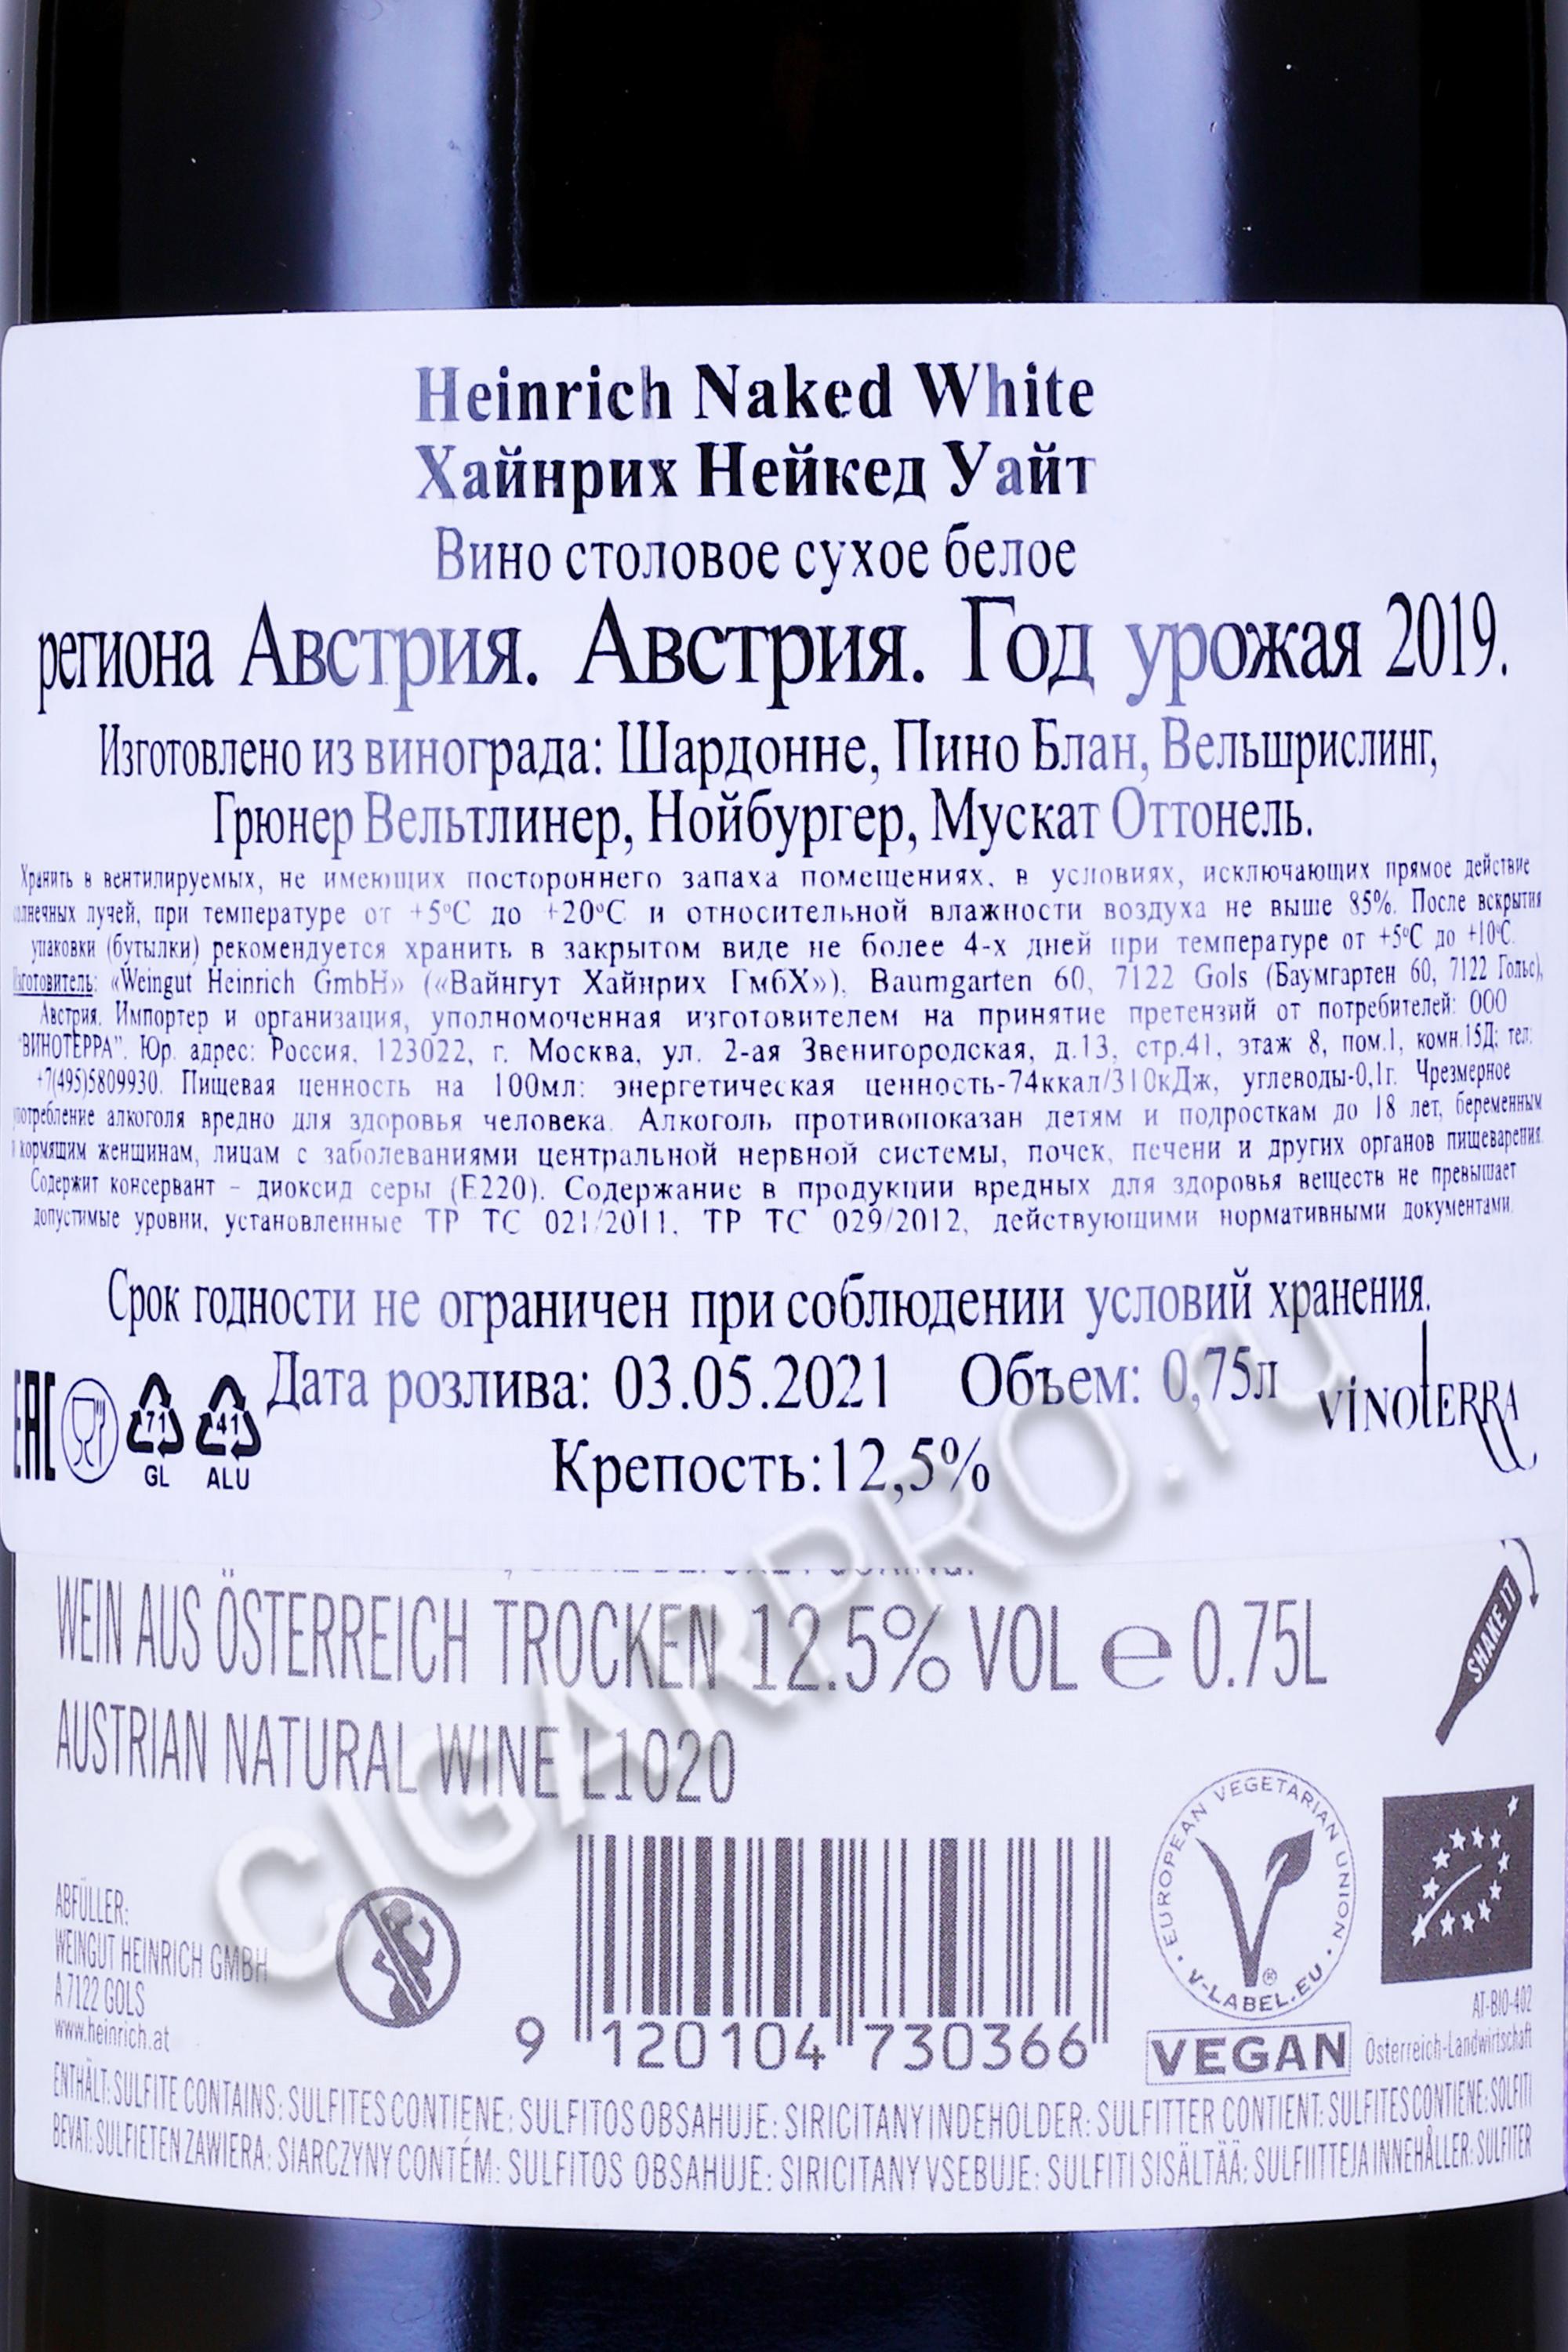 Heinrich Naked White
Хайнрих Нейкед Уайт
Вино столовое сухое белое
региона Австрия. Австрия. Год урожая 2019.
Изготовлено из винограда: Шардонне, Пино Блан, Вельшрислинг,
Грюнер Вельтлинер, Нойбургер, Мускат Оттонель.
Хранить в вентилируемых, не имеющих постороннего запаха помещениях, в условиях, исключающих прямое действие
лнечных лучей, при температуре от +5°С до +20°С и относительной влажности воздуха не выше 85%. После вскрытия
упаковки (бутылки) рекомендуется хранить в закрытом виде не более 4-х дней при температуре от +5°С до +10°С.
зготовитель: «Weingut Heinrich GmbH» («Вайнгут Хайнрих ГмбХ»), Baumgarten 60, 7122 Gols (Баумгартен 60, 7122 Гольс),
Австрия. Импортер и организация, уполномоченная изготовителем на принятие претензий от потребителей: ООО
"ВИНОТЕРРА". Юр. адрес: Россия, 123022, г. Москва, ул. 2-ая Звенигородская, д.13, стр.41, этаж 8, пом.1, комн.15Д; тел:
+7(495)5809930. Пищевая ценность на 100мл: энергетическая ценность-74ккал/310кДж, углеводы-0,1г. Чрезмерное
потребление алкоголя вредно для здоровья человека. Алкоголь противопоказан детям и подросткам до 18 лет, беременным
и кормящим женщинам, лицам с заболеваниями центральной нервной системы, почек, печени и других органов пищеварения.
Содержит консервант – диоксид серы (Е220). Содержание в продукции вредных для здоровья веществ не превышает
допустимые уровни, установленные ТР ТС 021/2011, ТР ТС 029/2012, действующими нормативными документами.
Срок годности не ограничен при соблюдении условий хранения.
EAC 71 GL 41 ALU
Дата розлива: 03.05.2021 Объем: 0,75л
VINOTERRA
Крепость:12,5%
WEIN AUS ÖSTERREICH TROCKEN 12.5% VOL e 0.75L
SHAKE IT
AUSTRIAN NATURAL WINE L1020
ABFÜLLER:
WEINGUT HEINRICH GMBH
A 7122 GOLS
www.heinrich.at
9 120104 730366
• EUROPEAN VEGETARIAN UNION •
V-LABEL.EU
®
VEGAN
AT-BIO-402
Österreich-Landwirtschaft
ENTHÄLT: SULFITE CONTAINS: SULFITES CONTIENE: SULFITOS OBSAHUJE: SIRICITANY INDEHOLDER: SULFITTER CONTIENT: SULFITES CONTIENE: SOLFITI
BEVAT: SULFIETEN ZAWIERA: SIARCZYNY CONTÉM: SULFITOS OBSAHUJE: SIRICITANY VSEBUJE: SULFITI SISÄLTÄÄ: SULFIITTEJA INNEHÅLLER: SULFITER
CIGARPRO.ru